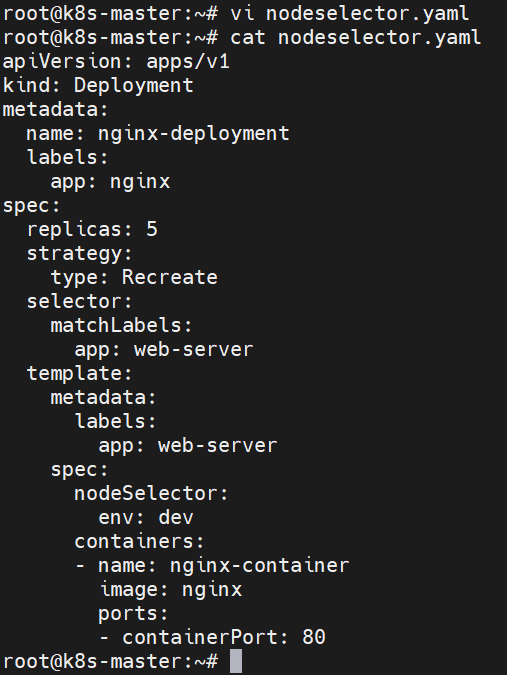 root@k8s-master:~# vi nodeselector.yaml
root@k8s-master:~# cat nodeselector.yaml
apiVersion: apps/v1
kind: Deployment
metadata:
  name: nginx-deployment
  labels:
    app: nginx
spec:
  replicas: 5
  strategy:
    type: Recreate
  selector:
    matchLabels:
      app: web-server
  template:
    metadata:
      labels:
        app: web-server
    spec:
      nodeSelector:
        env: dev
      containers:
      - name: nginx-container
        image: nginx
        ports:
        - containerPort: 80
root@k8s-master:~#